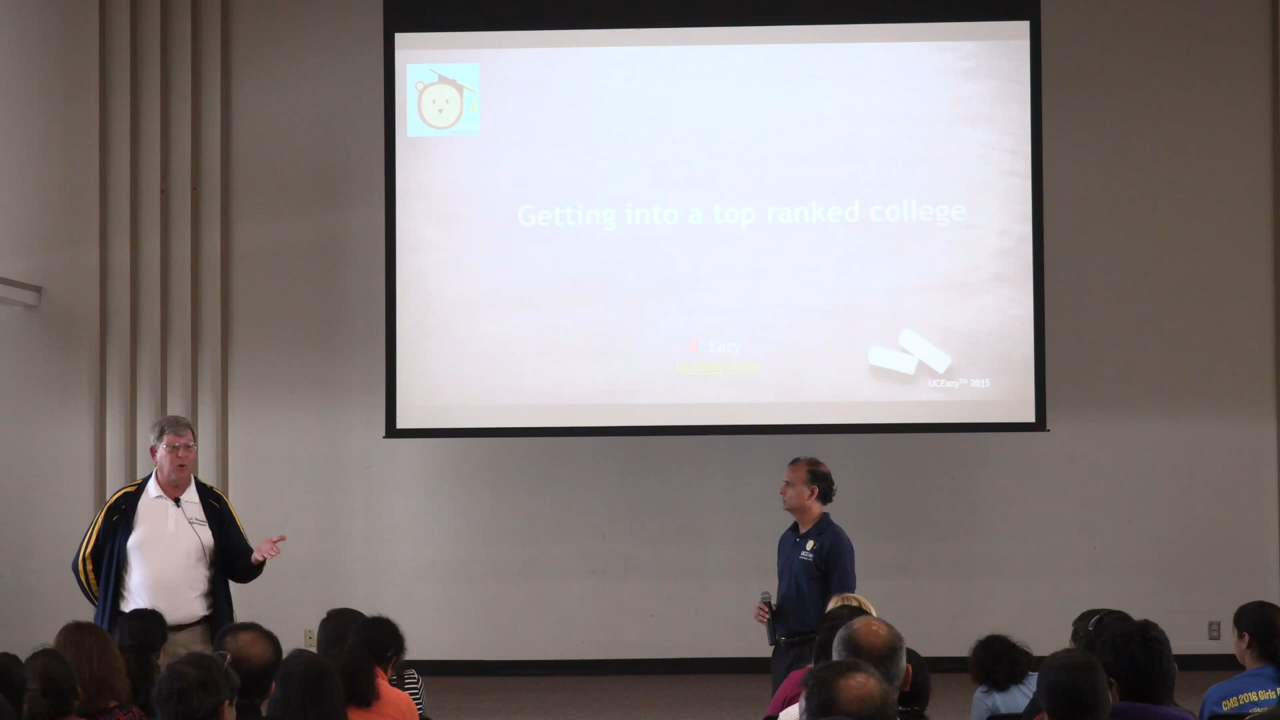 Getting into a top ranked college
UCEazy
UCEazy™ 2015
CMS 2016 Girls